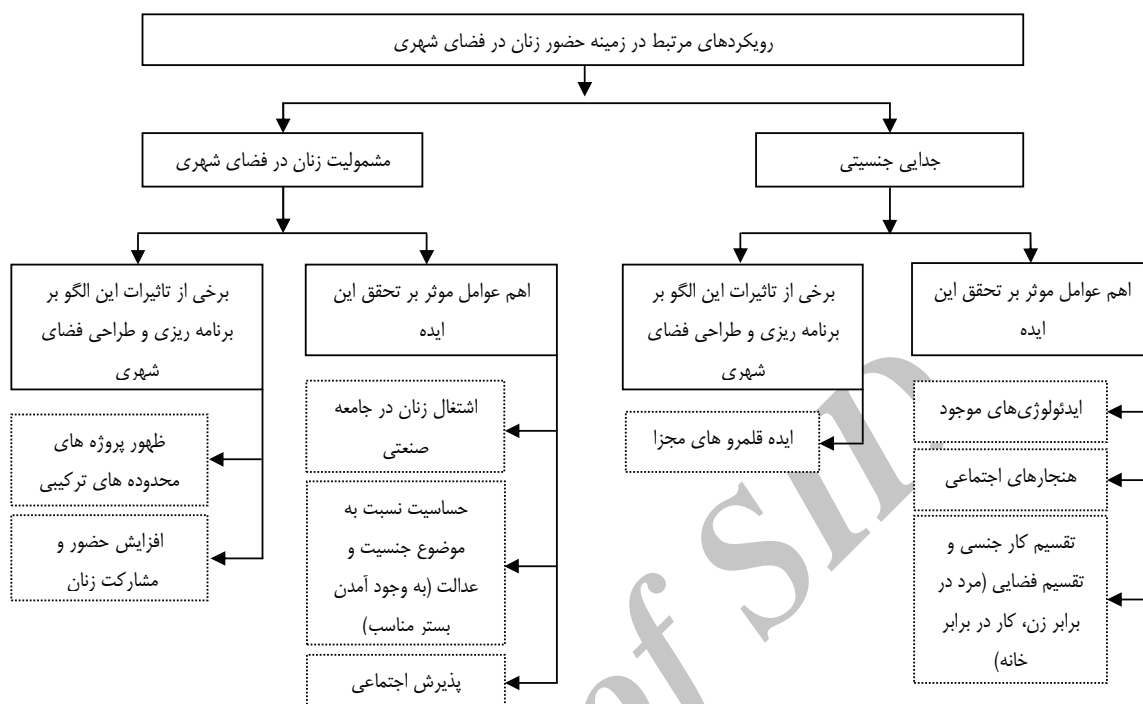 رویکردهای مرتبط در زمینه حضور زنان در فضای شهری
جدایی جنسیتی
مشمولیت زنان در فضای شهری
اهم عوامل موثر بر تحقق این
ایده
ایدئولوژی‌های موجود
هنجارهای اجتماعی
تقسیم کار جنسی و
تقسیم فضایی (مرد در
برابر زن، کار در برابر
خانه)
برخی از تاثیرات این الگو بر
برنامه ریزی و طراحی فضای
شهری
ایده قلمرو های مجزا
اهم عوامل موثر بر تحقق این
ایده
اشتغال زنان در جامعه
صنعتی
حساسیت نسبت به
موضوع جنسیت و
عدالت (به وجود آمدن
بستر مناسب)
پذیرش اجتماعی
برخی از تاثیرات این الگو بر
برنامه ریزی و طراحی فضای
شهری
ظهور پروژه های
محدوده های ترکیبی
افزایش حضور و
مشارکت زنان
of SID